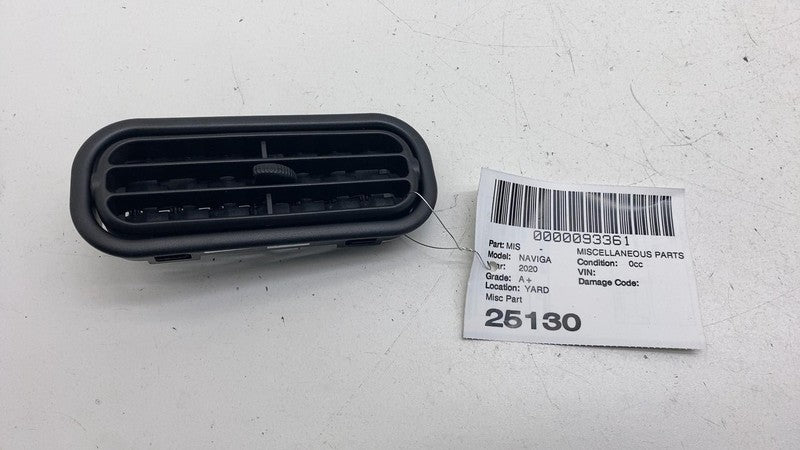 0000093361
Part: MIS MISCELLANEOUS PARTS
Model: NAVIGA Condition: 0cc
Year: 2020 VIN:
Grade: A+ Damage Code:
Location: YARD
Misc Part
25130